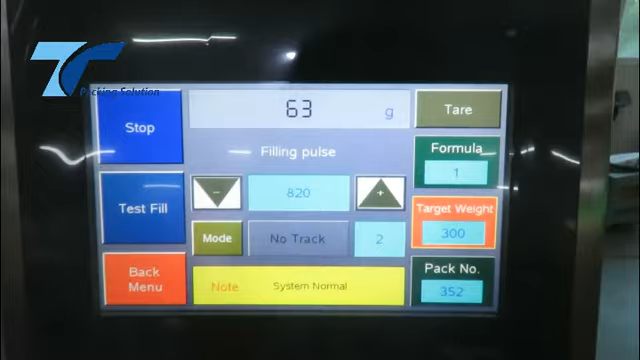 TC
Packing Solution
Stop
63 g
Tare
Filling pulse
Formula
1
-
820
+
Test Fill
Target Weight
300
Mode
No Track
2
Back
Menu
Note
System Normal
Pack No.
352